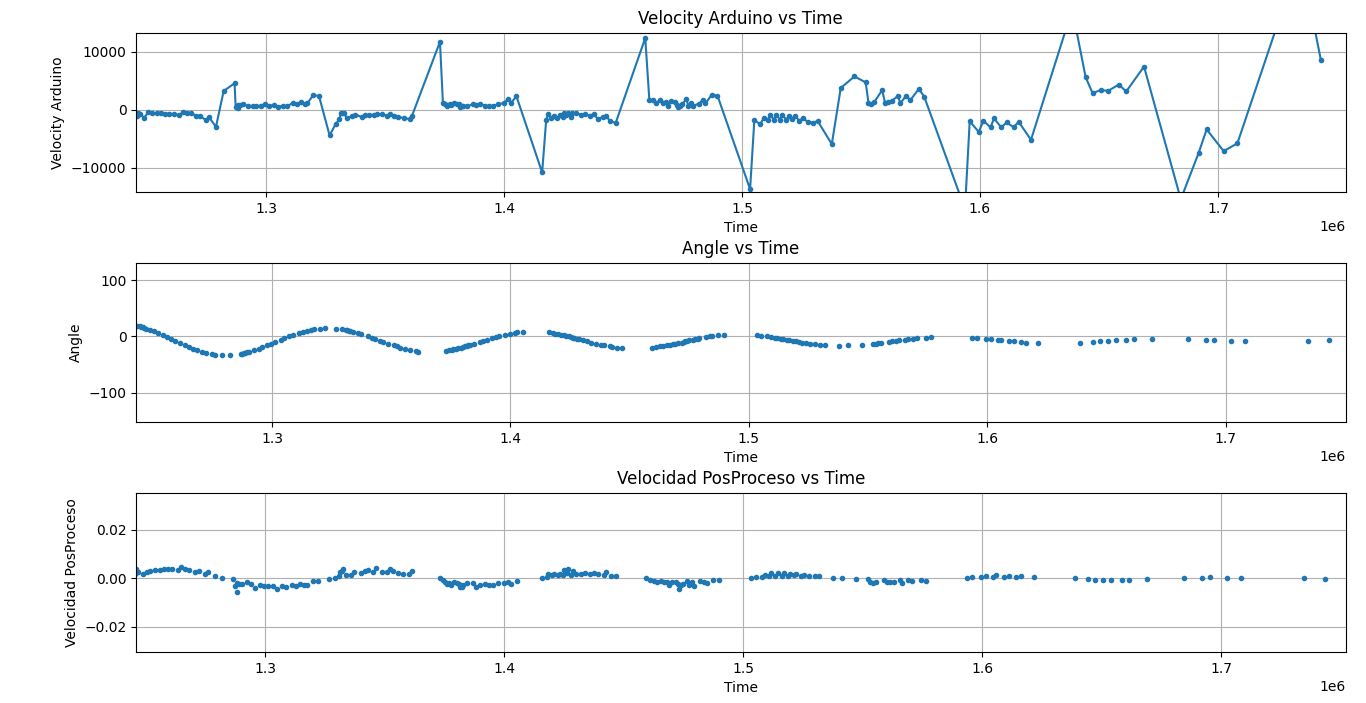 Velocity Arduino vs Time
Velocity Arduino
10000
0
−10000
1.3 1.4 1.5 1.6 1.7
1e6
Time
Angle vs Time
Angle
100
0
−100
1.3 1.4 1.5 1.6 1.7
1e6
Time
Velocidad PosProceso vs Time
Velocidad PosProceso
0.02
0.00
−0.02
1.3 1.4 1.5 1.6 1.7
1e6
Time